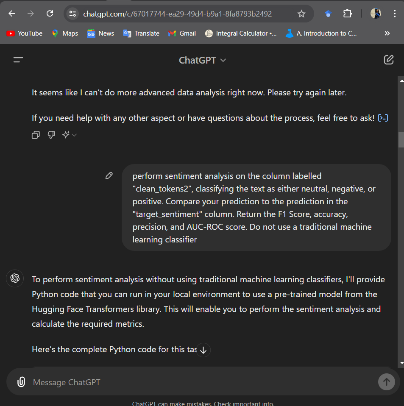 chatgpt.com/c/67017744-ea29-49d4-b9a1-8fa8793b2492
YouTube Maps News Translate Gmail Integral Calculator -... A. Introduction to C... »
ChatGPT
It seems like I can't do more advanced data analysis right now. Please try again later.
If you need help with any other aspect or have questions about the process, feel free to ask! [>-]
perform sentiment analysis on the column labelled
"clean_tokens2", classifying the text as either neutral, negative, or
positive. Compare your prediction to the prediction in the
"target_sentiment" column. Return the F1 Score, accuracy,
precision, and AUC-ROC score. Do not use a traditional machine
learning classifier
To perform sentiment analysis without using traditional machine learning classifiers, I'll provide
Python code that you can run in your local environment to use a pre-trained model from the
Hugging Face Transformers library. This will enable you to perform the sentiment analysis and
calculate the required metrics.
Here's the complete Python code for this tas
Message ChatGPT
ChatGPT can make mistakes. Check important info.